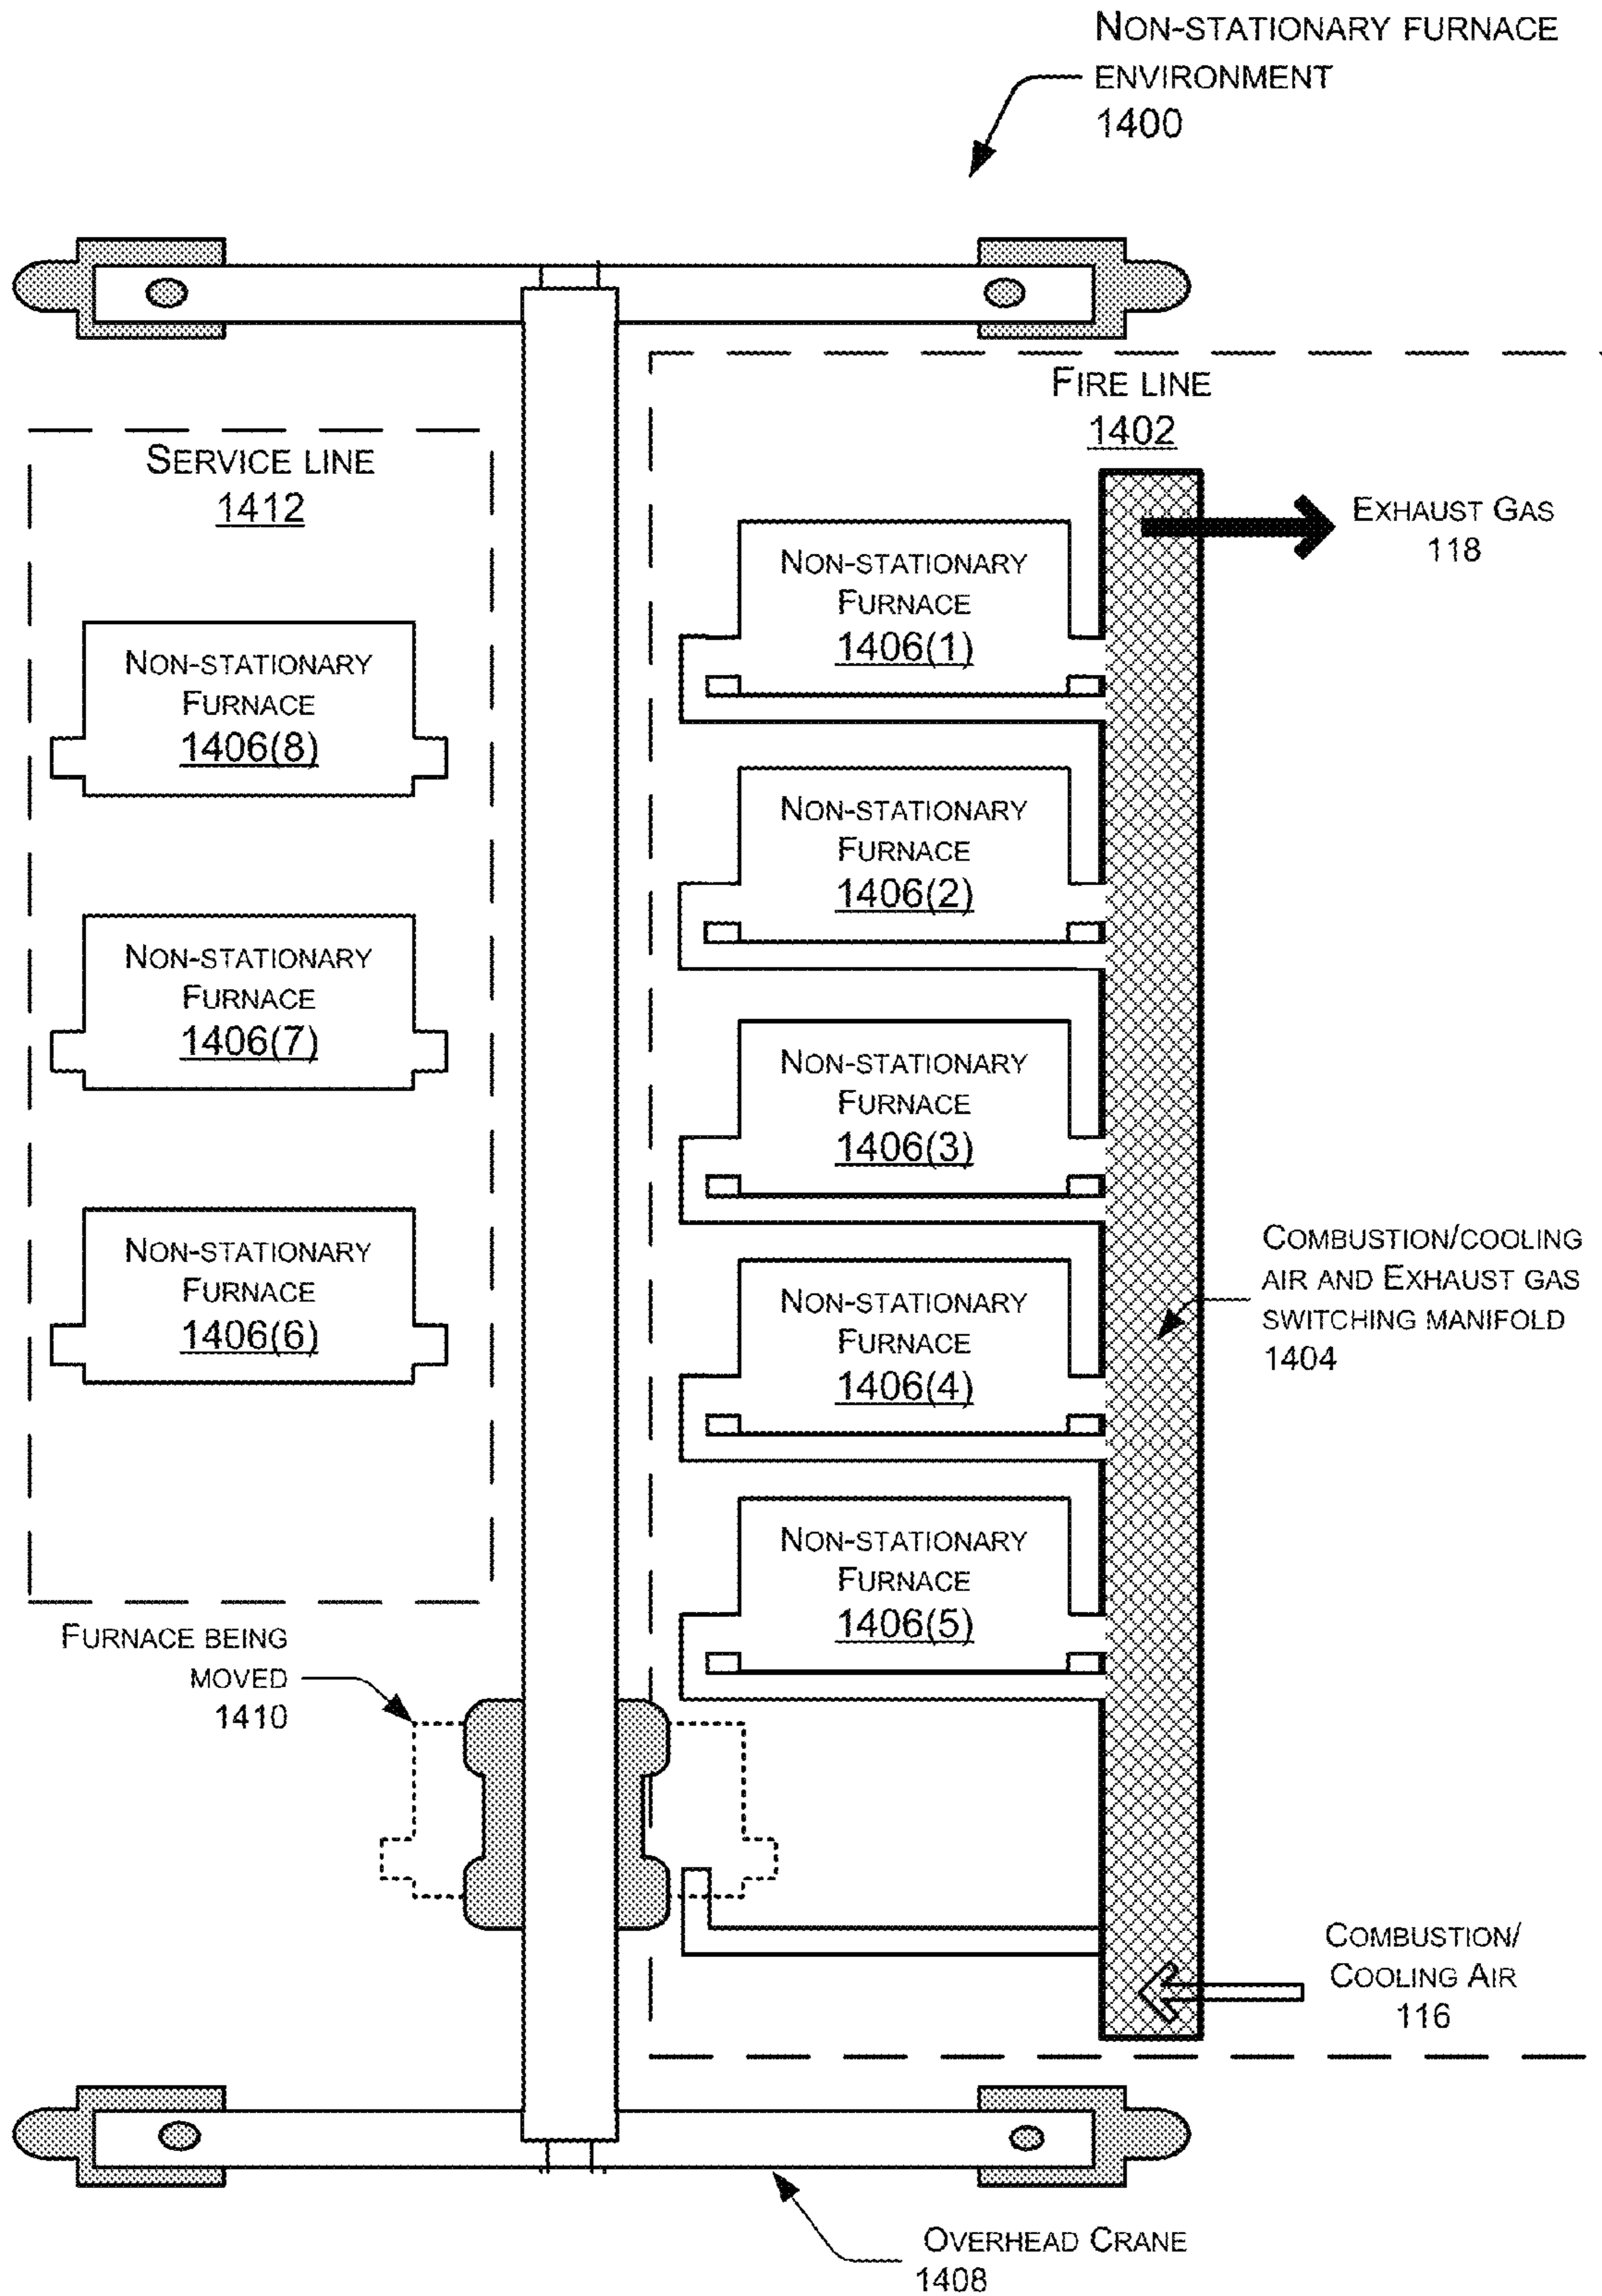 NON-STATIONARY FURNACE
ENVIRONMENT
1400
FIRE LINE
1402
SERVICE LINE
1412
EXHAUST GAS
118
NON-STATIONARY
FURNACE
1406(1)
NON-STATIONARY
FURNACE
1406(8)
NON-STATIONARY
FURNACE
1406(2)
NON-STATIONARY
FURNACE
1406(7)
NON-STATIONARY
FURNACE
1406(3)
NON-STATIONARY
FURNACE
1406(6)
COMBUSTION/COOLING
AIR AND EXHAUST GAS
SWITCHING MANIFOLD
1404
NON-STATIONARY
FURNACE
1406(4)
NON-STATIONARY
FURNACE
1406(5)
FURNACE BEING
MOVED
1410
COMBUSTION/
COOLING AIR
116
OVERHEAD CRANE
1408